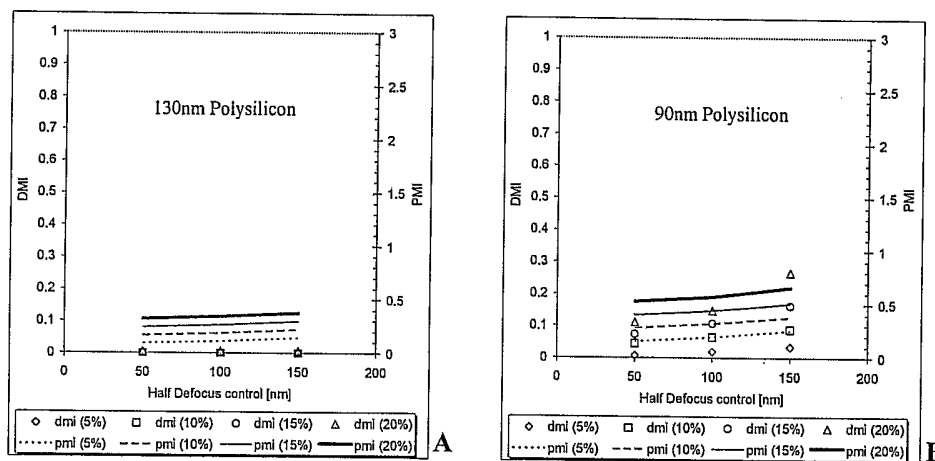 1
0.9
0.8
0.7
0.6
0.5
0.4
0.3
0.2
0.1
0
DMI
130nm Polysilicon
3
2.5
2
1.5
1
0.5
0
PMI
0 50 100 150 200
Half Defocus control [nm]
dmi (5%) dmi (10%) dmi (15%) dmi (20%)
pmi (5%) pmi (10%) pmi (15%) pmi (20%)
A
1
0.9
0.8
0.7
0.6
0.5
0.4
0.3
0.2
0.1
0
DMI
90nm Polysilicon
3
2.5
2
1.5
1
0.5
0
PMI
0 50 100 150 200
Half Defocus control [nm]
dmi (5%) dmi (10%) dmi (15%) dmi (20%)
pmi (5%) pmi (10%) pmi (15%) pmi (20%)